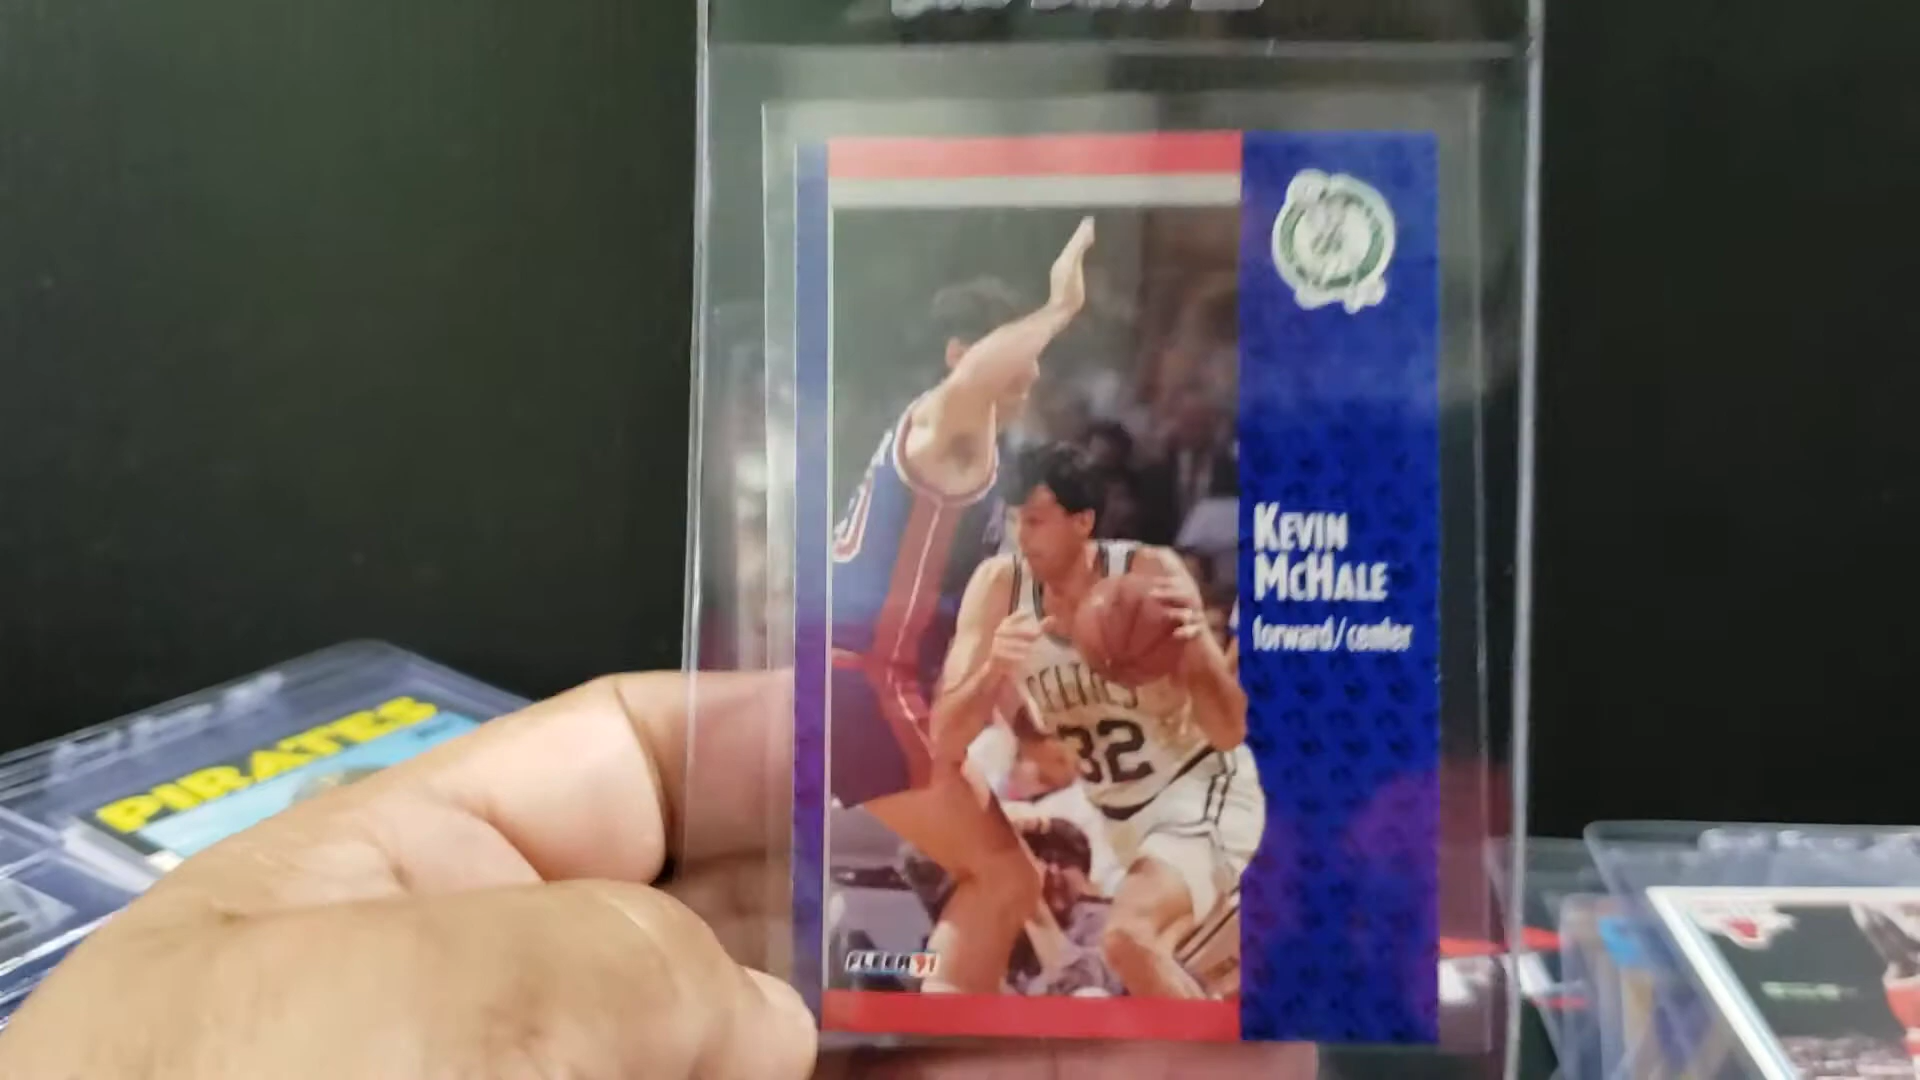 KEVIN
MCHALE
forward/center
CELTICS
32
FLEER 91
PIRATES